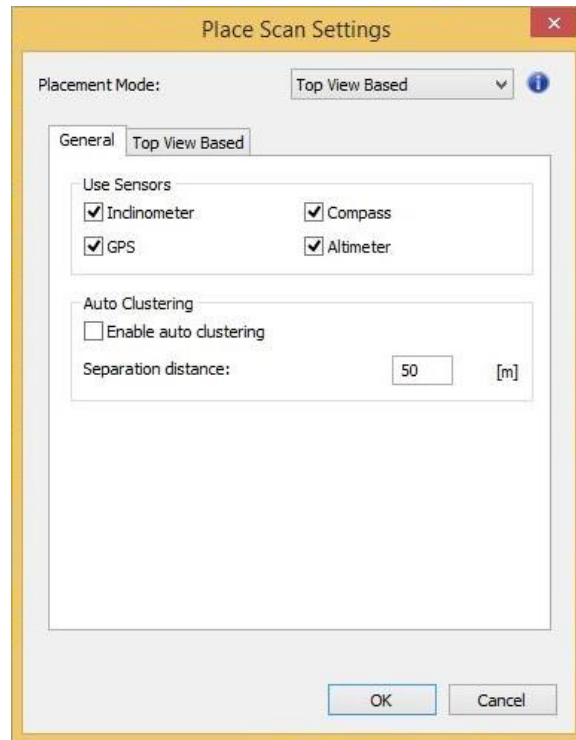 Place Scan Settings
Placement Mode: Top View Based
General Top View Based
Use Sensors
Inclinometer Compass
GPS Altimeter
Auto Clustering
Enable auto clustering
Separation distance: 50 [m]
OK Cancel